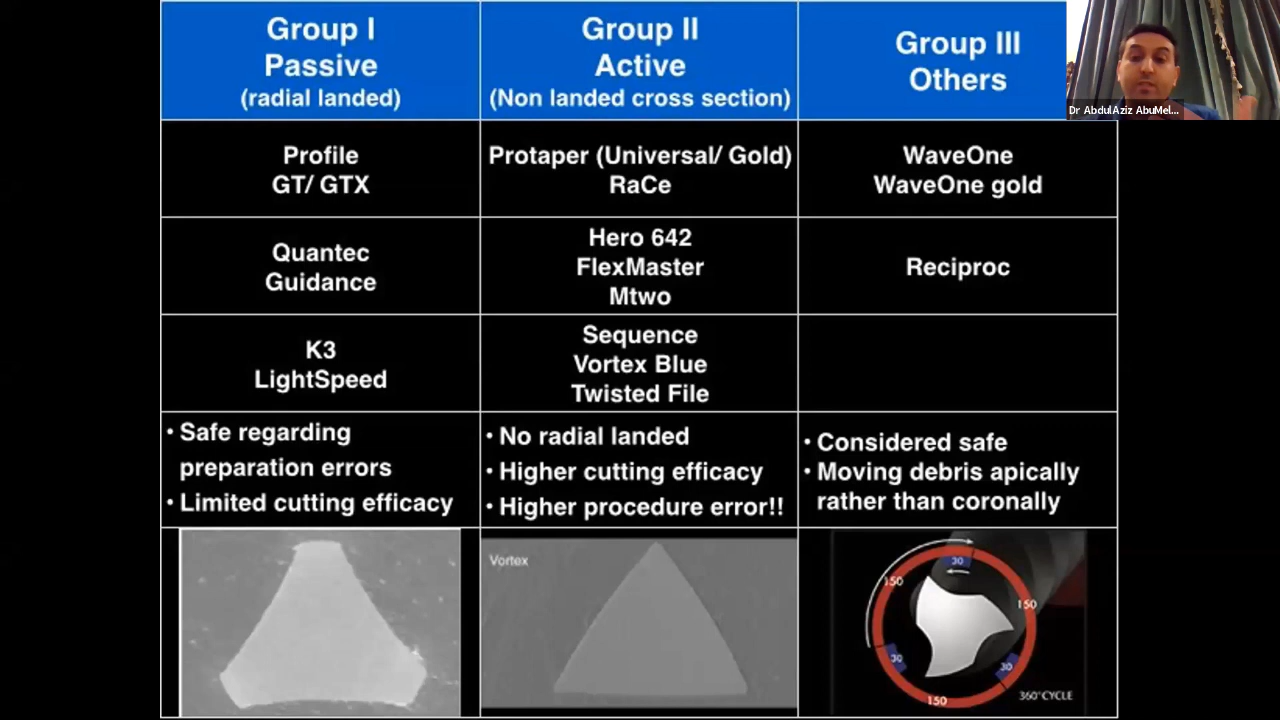 Group I
Passive
(radial landed)
Group II
Active
(Non landed cross section)
Group III
Others
Dr AbdulAziz AbuMel...
Profile
GT/ GTX
Protaper (Universal/ Gold)
RaCe
WaveOne
WaveOne gold
Quantec
Guidance
Hero 642
FlexMaster
Mtwo
Reciproc
K3
LightSpeed
Sequence
Vortex Blue
Twisted File
• Safe regarding
preparation errors
• Limited cutting efficacy
• No radial landed
• Higher cutting efficacy
• Higher procedure error!!
• Considered safe
• Moving debris apically
rather than coronally
Vortex
30
150
150
30
30
150
360°CYCLE